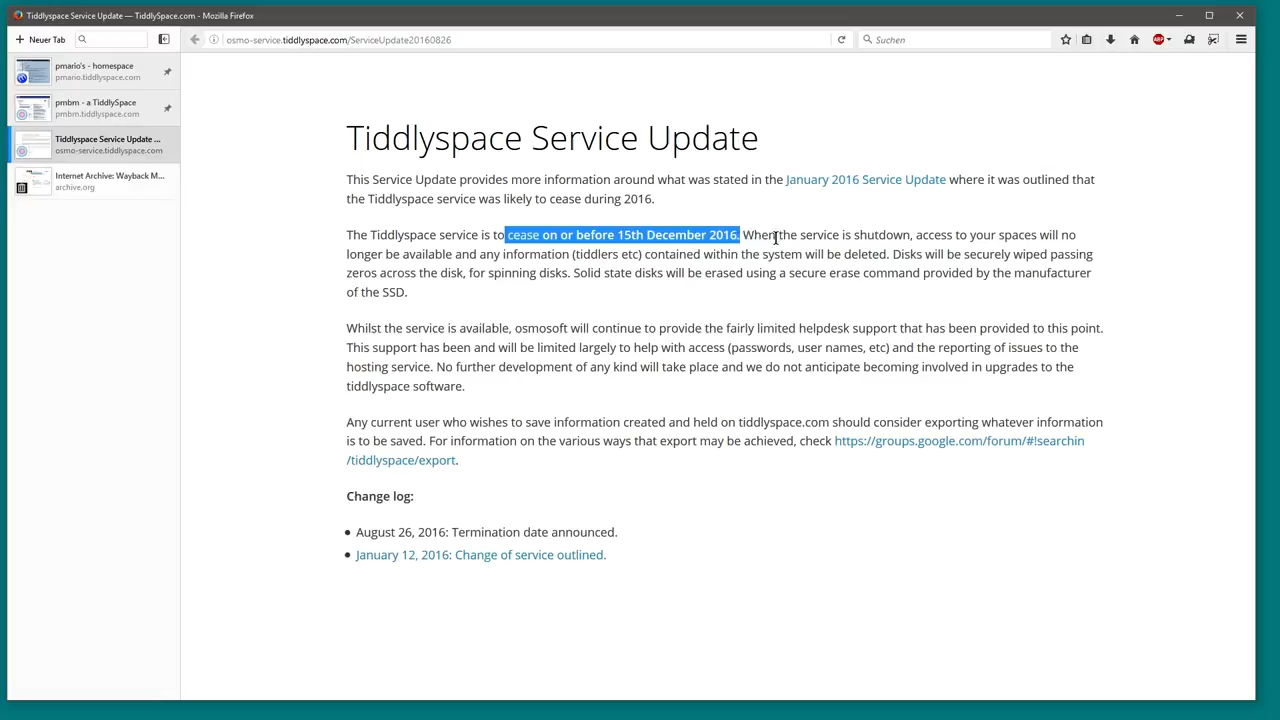 Tiddlyspace Service Update — TiddlySpace.com - Mozilla Firefox
Neuer Tab
osmo-service.tiddlyspace.com/ServiceUpdate20160826
Suchen
ABP
pmario's - homespace
pmario.tiddlyspace.com
pmbm - a TiddlySpace
pmbm.tiddlyspace.com
Tiddlyspace Service Update ...
osmo-service.tiddlyspace.com
Internet Archive: Wayback M...
archive.org
Tiddlyspace Service Update
This Service Update provides more information around what was stated in the January 2016 Service Update where it was outlined that
the Tiddlyspace service was likely to cease during 2016.
The Tiddlyspace service is to cease on or before 15th December 2016. When the service is shutdown, access to your spaces will no
longer be available and any information (tiddlers etc) contained within the system will be deleted. Disks will be securely wiped passing
zeros across the disk, for spinning disks. Solid state disks will be erased using a secure erase command provided by the manufacturer
of the SSD.
Whilst the service is available, osmosoft will continue to provide the fairly limited helpdesk support that has been provided to this point.
This support has been and will be limited largely to help with access (passwords, user names, etc) and the reporting of issues to the
hosting service. No further development of any kind will take place and we do not anticipate becoming involved in upgrades to the
tiddlyspace software.
Any current user who wishes to save information created and held on tiddlyspace.com should consider exporting whatever information
is to be saved. For information on the various ways that export may be achieved, check https://groups.google.com/forum/#!searchin
/tiddlyspace/export.
Change log:
● August 26, 2016: Termination date announced.
● January 12, 2016: Change of service outlined.